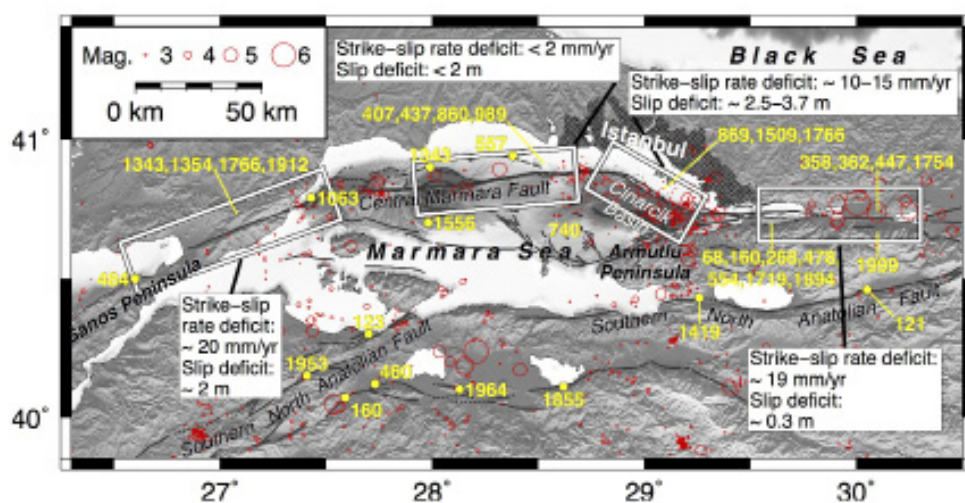 Mag. 3 4 5 6
0 km 50 km
Strike-slip rate deficit: < 2 mm/yr
Slip deficit: < 2 m
Black Sea
Strike-slip rate deficit: ~ 10-15 mm/yr
Slip deficit: ~ 2.5-3.7 m
41°
407,437,860,989
Istanbul
869,1509,1766
1343,1354,1766,1912
1343
557
358,362,447,1754
Central Marmara Fault
Cinarcik
Basin
1063
1556
740
Marmara Sea
Armutlu
Peninsula
68,160,268,478,
554,1719,1894
1999
484
Ganos Peninsula
Strike-slip
rate deficit:
~ 20 mm/yr
Slip deficit:
~ 2 m
123
Southern North Anatolian Fault
1419
121
1953
460
160
1964
1855
Southern North Anatolian Fault
Strike-slip rate deficit:
~ 19 mm/yr
Slip deficit:
~ 0.3 m
40°
27° 28° 29° 30°